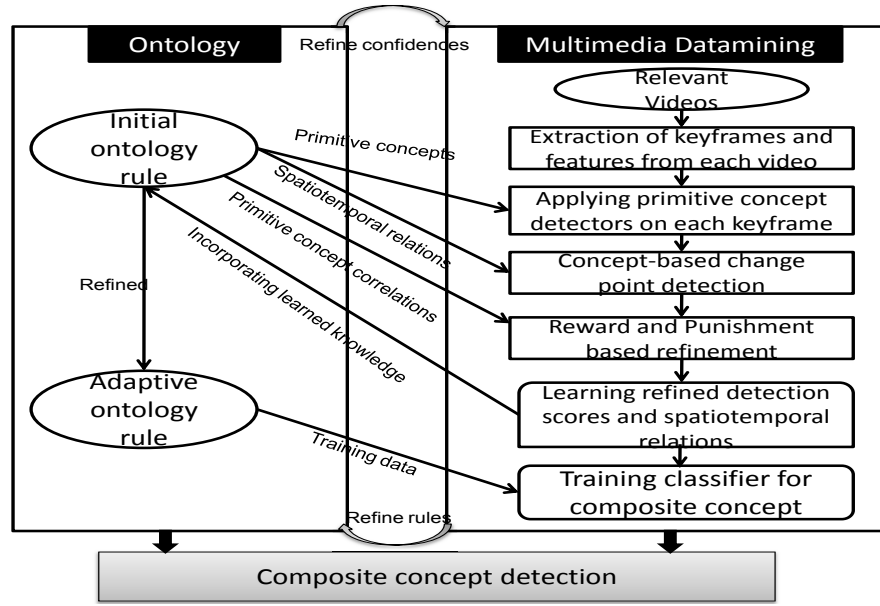 Ontology
Refine confidences
Multimedia Datamining
Relevant
Videos
Initial
ontology
rule
Primitive concepts
Extraction of keyframes and
features from each video
Spatiotemporal relations
Applying primitive concept
detectors on each keyframe
Primitive concept correlations
Concept-based change
point detection
Incorporating learned knowledge
Refined
Reward and Punishment
based refinement
Adaptive
ontology
rule
Learning refined detection
scores and spatiotemporal
relations
Training data
Training classifier for
composite concept
Refine rules
Composite concept detection